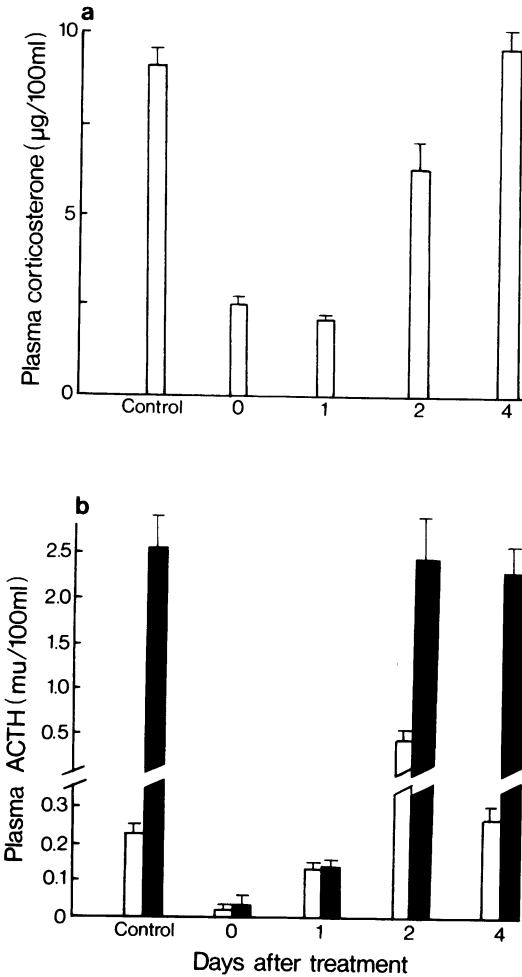 a
Plasma corticosterone (µg/100ml)
10
5
0
Control 0 1 2 4
b
Plasma ACTH (mu/100ml)
2.5
2.0
1.5
1.0
0.5
0.3
0.2
0.1
0
Control 0 1 2 4
Days after treatment